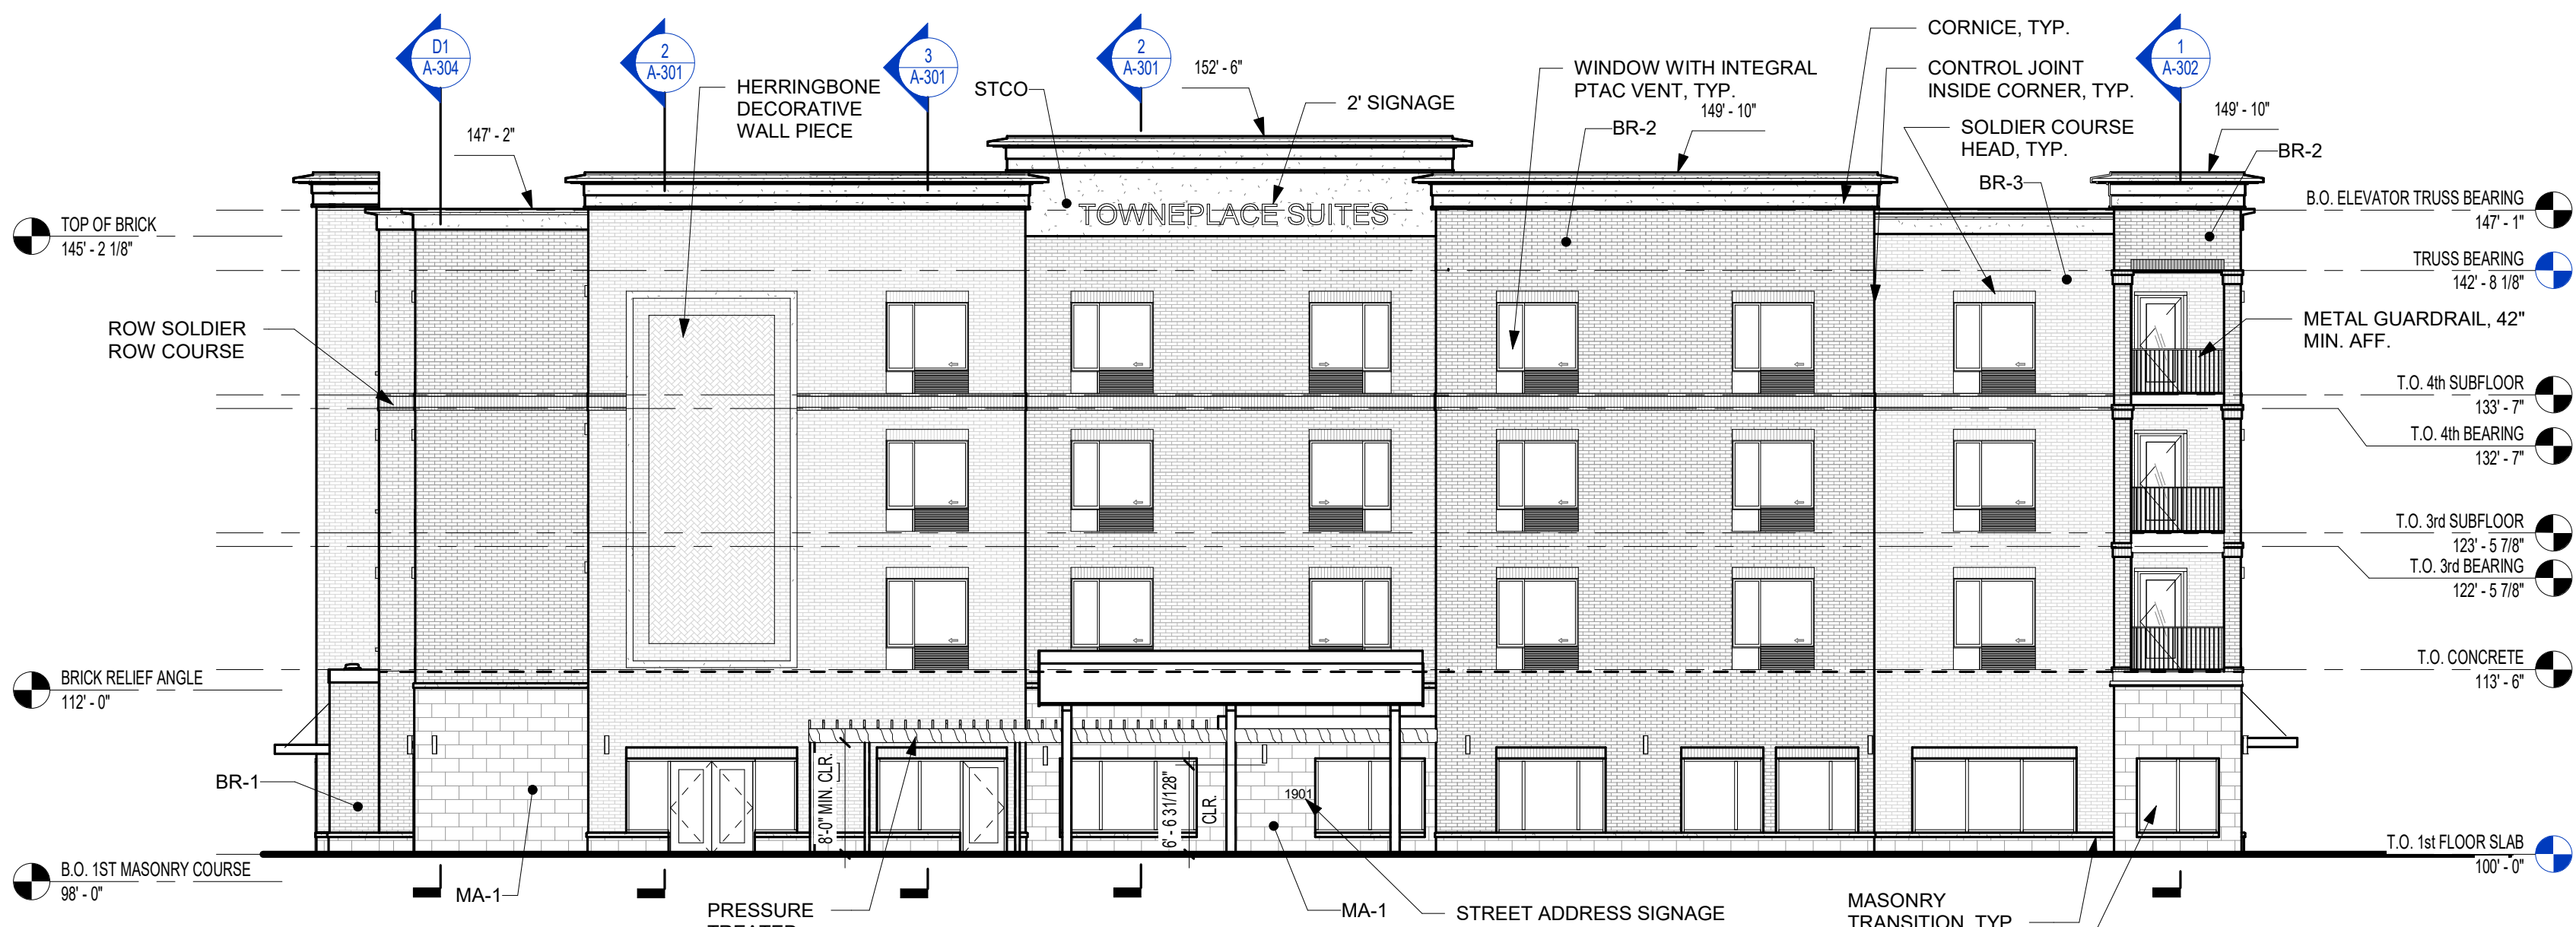 D1
A-304
2
A-301
3
A-301
2
A-301
1
A-302
CORNICE, TYP.
HERRINGBONE
DECORATIVE
WALL PIECE
STCO
152' - 6"
2' SIGNAGE
WINDOW WITH INTEGRAL
PTAC VENT, TYP.
149' - 10"
BR-2
CONTROL JOINT
INSIDE CORNER, TYP.
SOLDIER COURSE
HEAD, TYP.
BR-3
149' - 10"
BR-2
147' - 2"
TOWNEPLACE SUITES
TOP OF BRICK
145' - 2 1/8"
B.O. ELEVATOR TRUSS BEARING
147' - 1"
TRUSS BEARING
142' - 8 1/8"
ROW SOLDIER
ROW COURSE
METAL GUARDRAIL, 42"
MIN. AFF.
T.O. 4th SUBFLOOR
133' - 7"
T.O. 4th BEARING
132' - 7"
T.O. 3rd SUBFLOOR
123' - 5 7/8"
T.O. 3rd BEARING
122' - 5 7/8"
BRICK RELIEF ANGLE
112' - 0"
T.O. CONCRETE
113' - 6"
BR-1
8'-0" MIN. CLR.
6' - 6 31/128"
CLR.
1901
B.O. 1ST MASONRY COURSE
98' - 0"
T.O. 1st FLOOR SLAB
100' - 0"
MA-1
PRESSURE
TREATED
MA-1
STREET ADDRESS SIGNAGE
MASONRY
TRANSITION, TYP